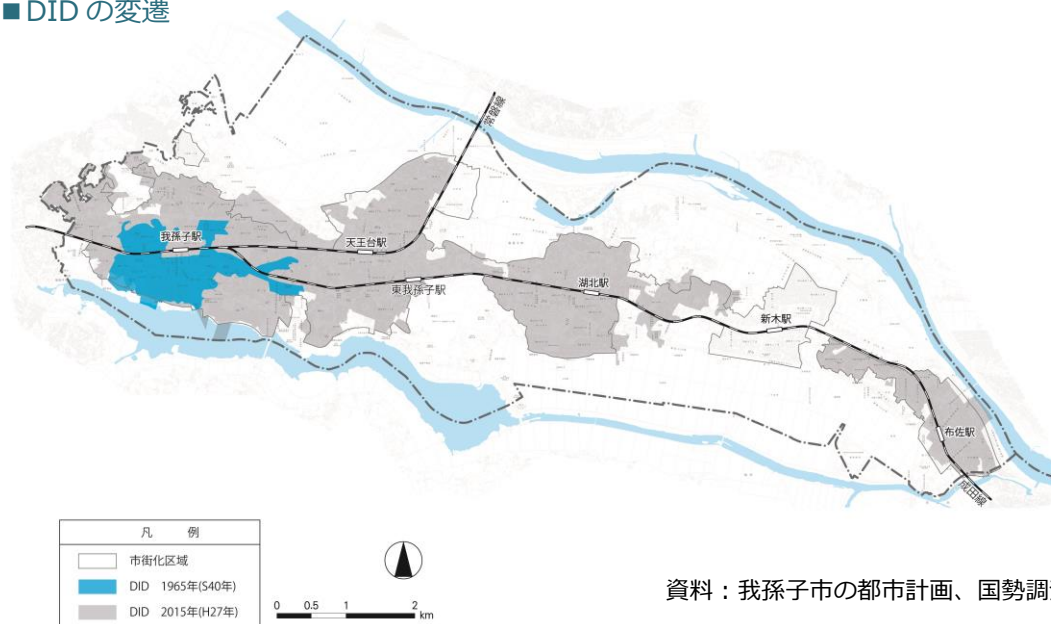 ■DID の変遷
常磐線
我孫子駅
天王台駅
東我孫子駅
湖北駅
新木駅
布佐駅
成田線
凡 例
市街化区域
DID 1965年(S40年)
DID 2015年(H27年)
0 0.5 1 2
km
資料：我孫子市の都市計画、国勢調